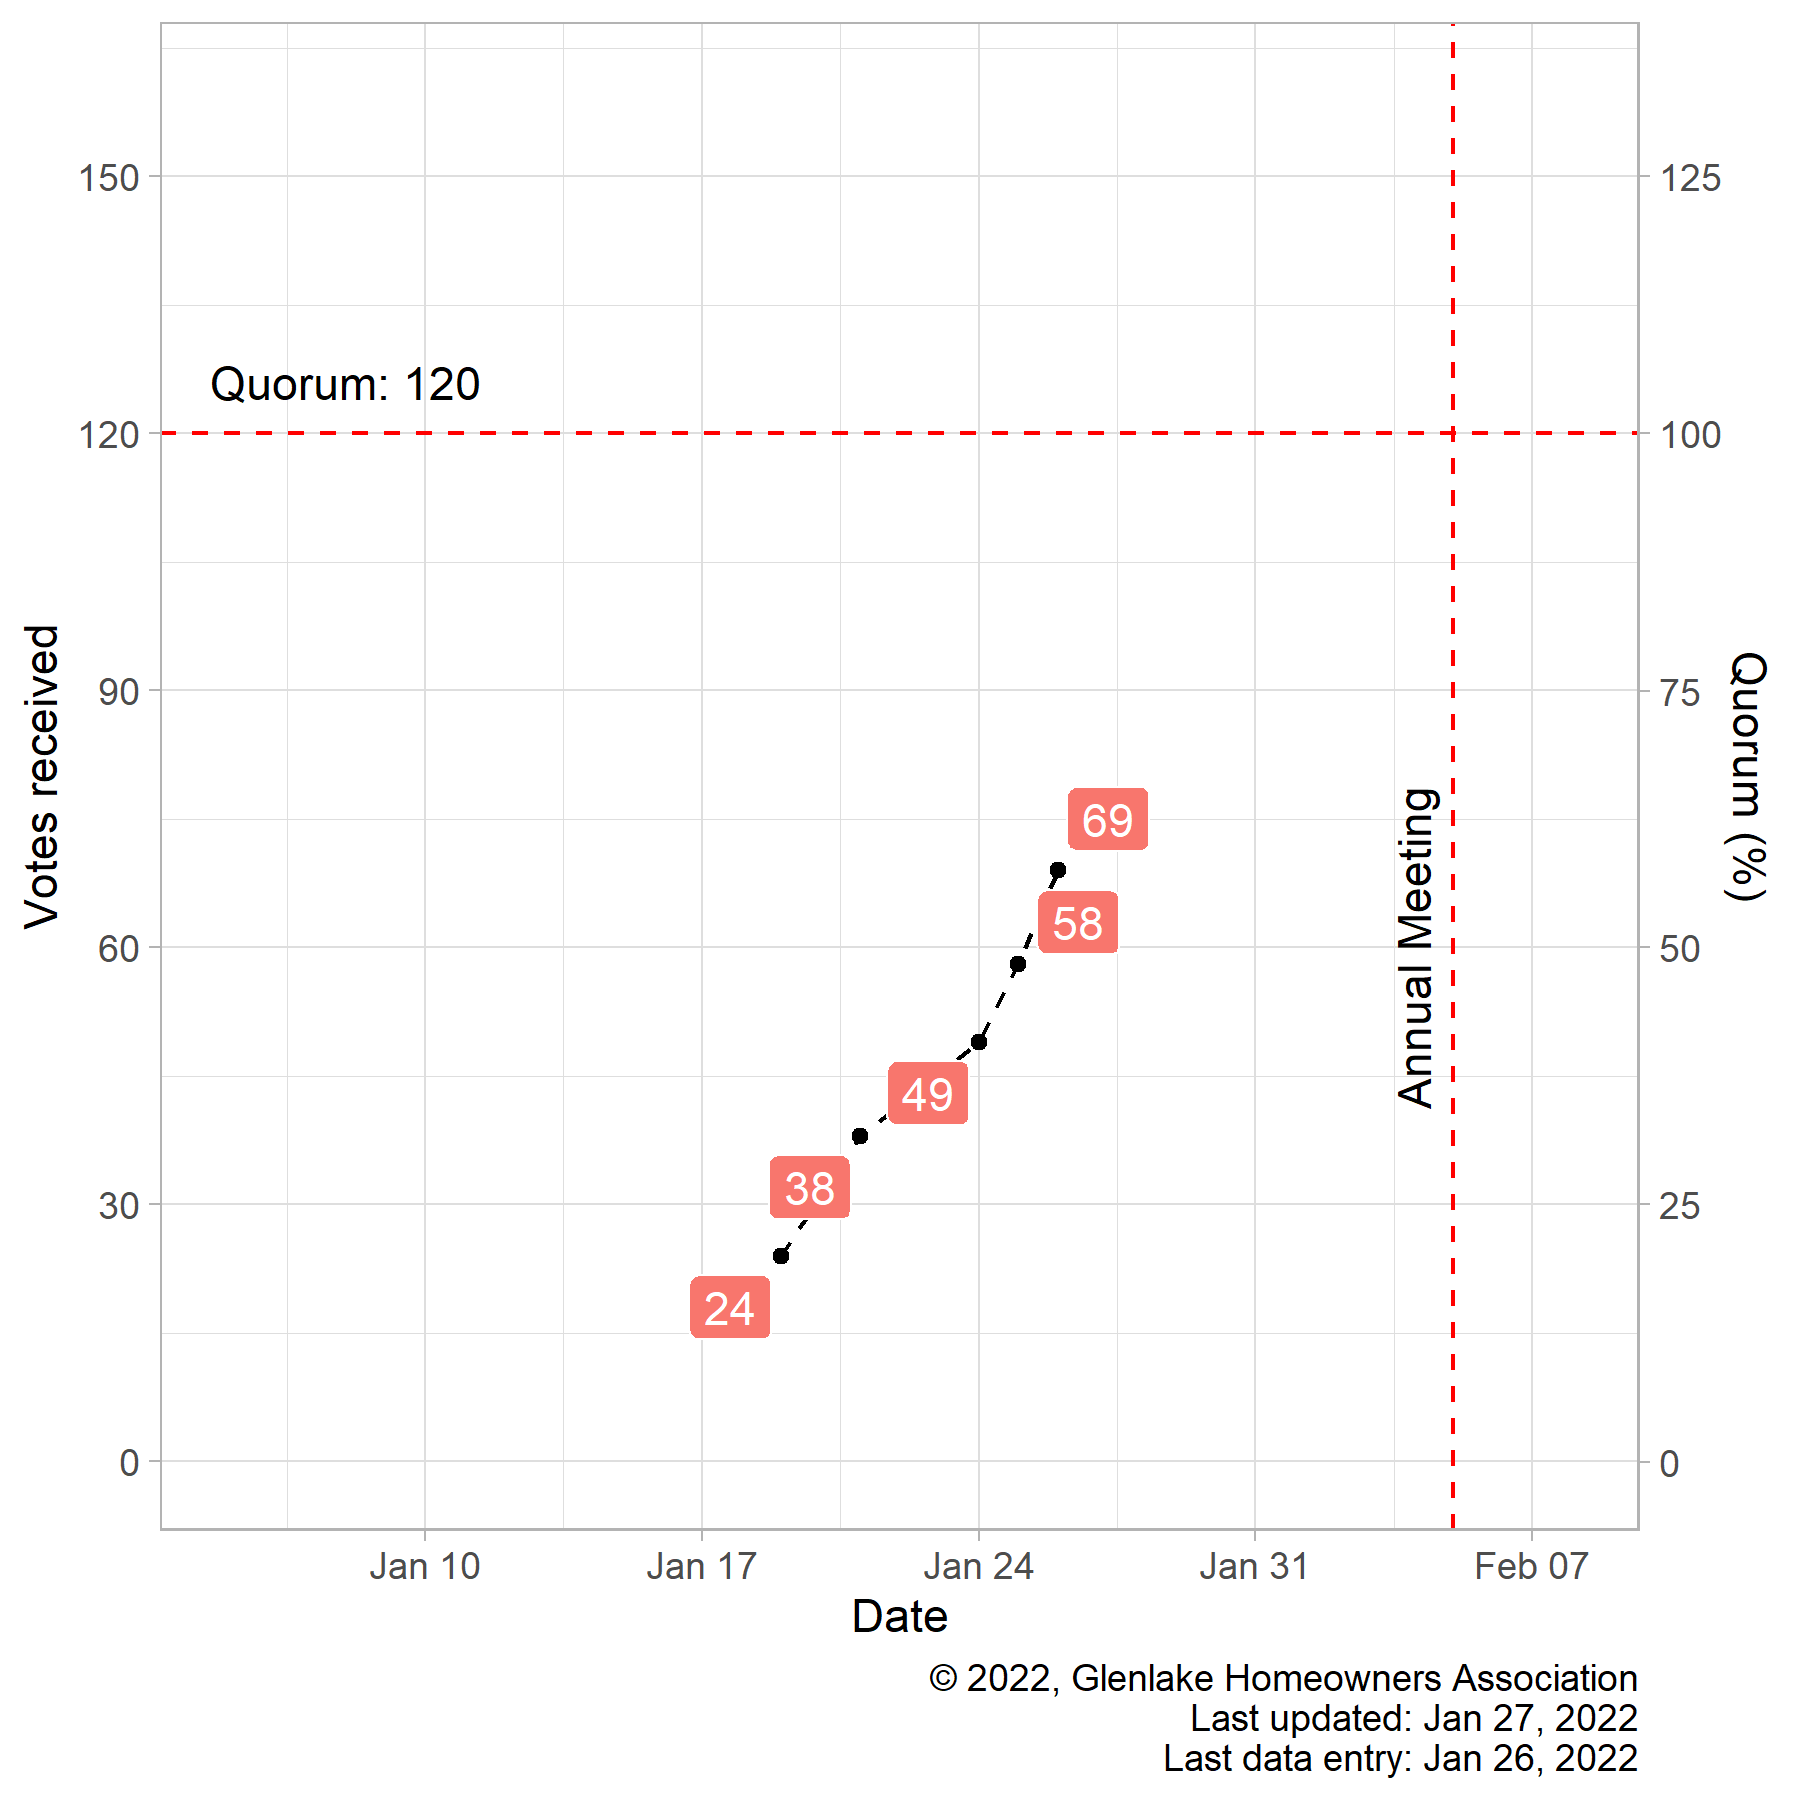 150
120
90
60
30
0
Votes received
Quorum: 120
69
58
49
38
24
Annual Meeting
125
100
75
50
25
0
Quorum (%)
Jan 10
Jan 17
Jan 24
Jan 31
Feb 07
Date
© 2022, Glenlake Homeowners Association
Last updated: Jan 27, 2022
Last data entry: Jan 26, 2022